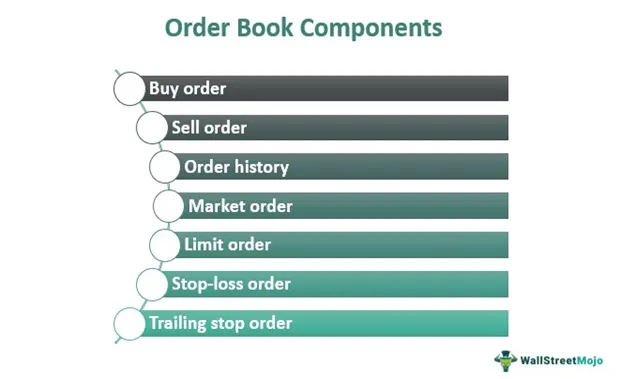 Order Book Components
Buy order
Sell order
Order history
Market order
Limit order
Stop-loss order
Trailing stop order
WallStreetMojo